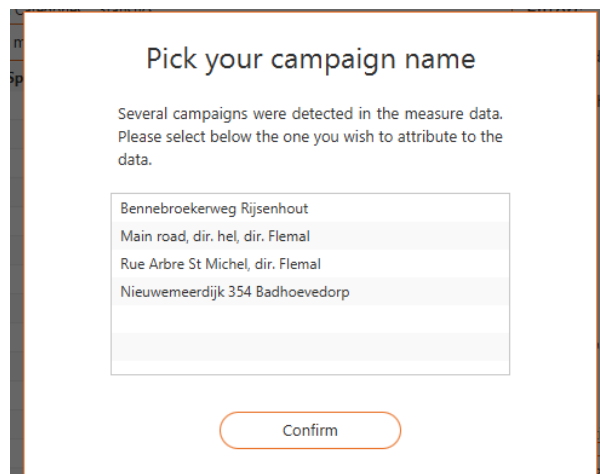 Pick your campaign name
Several campaigns were detected in the measure data.
Please select below the one you wish to attribute to the
data.
Bennebroekerweg Rijsenhout
Main road, dir. hel, dir. Flemal
Rue Arbre St Michel, dir. Flemal
Nieuwemeerdijk 354 Badhoevedorp
Confirm